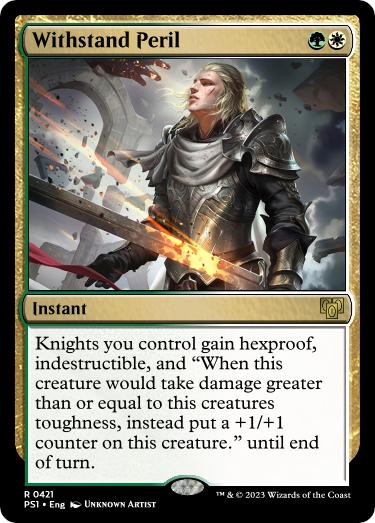 Withstand Peril
Instant
Knights you control gain hexproof,
indestructible, and “When this
creature would take damage greater
than or equal to this creatures
toughness, instead put a +1/+1
counter on this creature.” until end
of turn.
R 0421
PS1 • Eng Unknown Artist
™ & © 2023 Wizards of the Coast